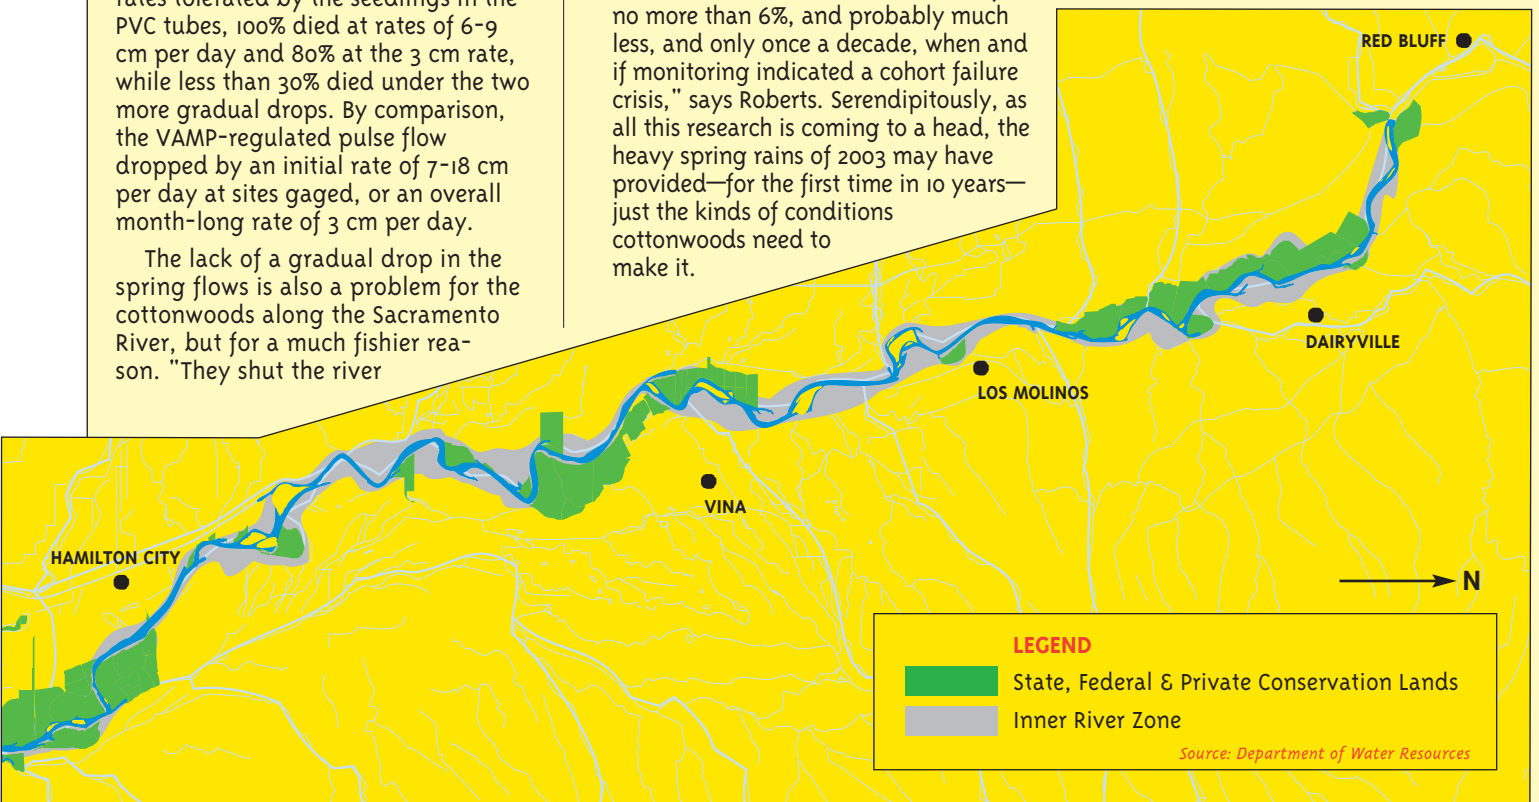 rates tolerated by the seedlings in the
PVC tubes, 100% died at rates of 6-9
cm per day and 80% at the 3 cm rate,
while less than 30% died under the two
more gradual drops. By comparison,
the VAMP-regulated pulse flow
dropped by an initial rate of 7-18 cm
per day at sites gaged, or an overall
month-long rate of 3 cm per day.
The lack of a gradual drop in the
spring flows is also a problem for the
cottonwoods along the Sacramento
River, but for a much fishier rea-
son. "They shut the river
no more than 6%, and probably much
less, and only once a decade, when and
if monitoring indicated a cohort failure
crisis," says Roberts. Serendipitously, as
all this research is coming to a head, the
heavy spring rains of 2003 may have
provided—for the first time in 10 years—
just the kinds of conditions
cottonwoods need to
make it.
RED BLUFF
DAIRYVILLE
LOS MOLINOS
VINA
HAMILTON CITY
N
LEGEND
State, Federal & Private Conservation Lands
Inner River Zone
Source: Department of Water Resources